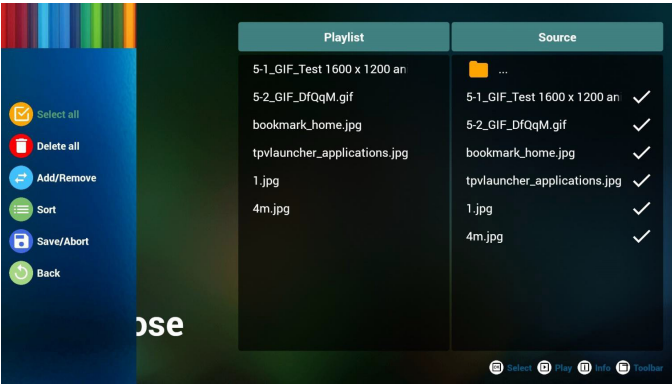 Select all
Delete all
Add/Remove
Sort
Save/Abort
Back
ose
Playlist
5-1_GIF_Test 1600 x 1200 an
5-2_GIF_DfQqM.gif
bookmark_home.jpg
tpvlauncher_applications.jpg
1.jpg
4m.jpg
Source
...
5-1_GIF_Test 1600 x 1200 an
5-2_GIF_DfQqM.gif
bookmark_home.jpg
tpvlauncher_applications.jpg
1.jpg
4m.jpg
Select Play Info Toolbar